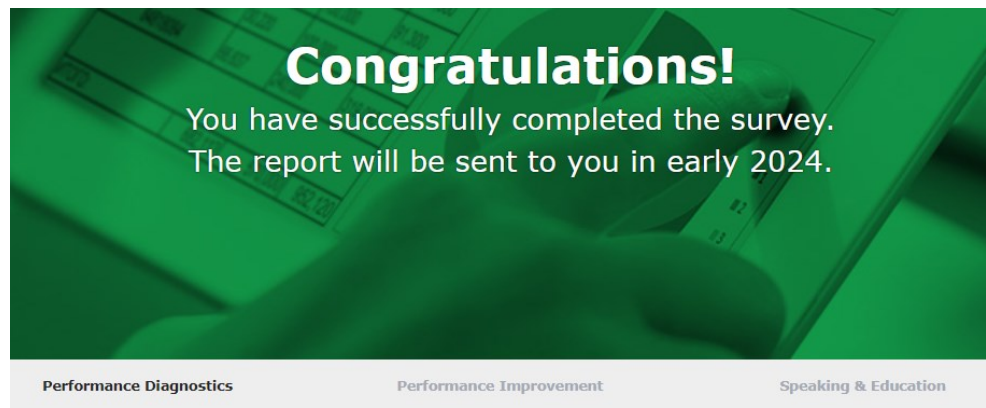 Congratulations!
You have successfully completed the survey.
The report will be sent to you in early 2024.
Performance Diagnostics
Performance Improvement
Speaking & Education